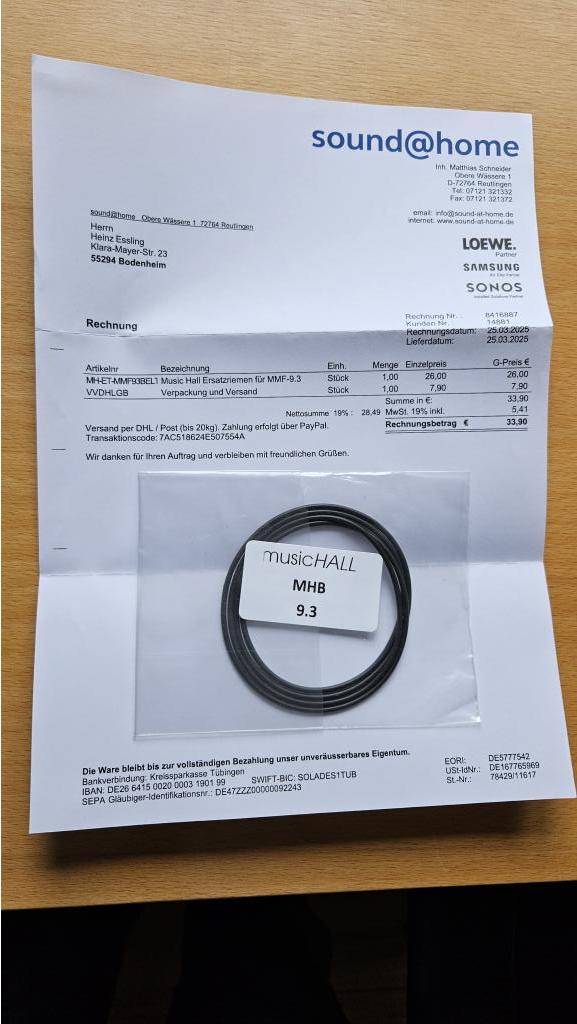 sound@home
Inh. Matthias Schneider
Obere Wässere 1
D-72764 Reutlingen
Tel: 07121 321332
Fax: 07121 321372
email: info@sound-at-home.de
internet: www.sound-at-home.de
sound@home Obere Wässere 1 72764 Reutlingen
Herrn
Heinz Essling
Klara-Mayer-Str. 23
55294 Bodenheim
LOEWE.
Partner
SAMSUNG
SONOS
Installed Solutions Partner
Rechnung
Rechnung Nr. : 8416887
Kunden Nr. 14881
Rechnungsdatum: 25.03.2025
Lieferdatum: 25.03.2025
Artikelnr Bezeichnung Einh. Menge Einzelpreis G-Preis €
MH-ET-MMF93BEL1 Music Hall Ersatzriemen für MMF-9.3 Stück 1,00 26,00 26,00
VVDHLGB Verpackung und Versand Stück 1,00 7,90 7,90
Summe in €: 33,90
Nettosumme 19% : 28,49 MwSt. 19% inkl. 5,41
Rechnungsbetrag € 33,90
Versand per DHL / Post (bis 20kg). Zahlung erfolgt über PayPal.
Transaktionscode: 7AC518624E507554A
Wir danken für Ihren Auftrag und verbleiben mit freundlichen Grüßen.
musicHALL
MHB
9.3
Die Ware bleibt bis zur vollständigen Bezahlung unser unveräusserbares Eigentum.
Bankverbindung: Kreissparkasse Tübingen
IBAN: DE26 6415 0020 0003 1901 99 SWIFT-BIC: SOLADES1TUB
SEPA Gläubiger-Identifikationsnr.: DE47ZZZ00000092243
EORI: DE5777542
USt-IdNr.: DE167765969
St.-Nr.: 78429/11617